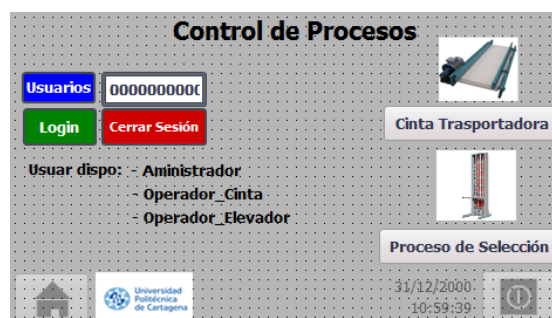 Control de Procesos
Usuarios
0000000000
Login
Cerrar Sesión
Cinta Trasportadora
Usuar dispo: - Aministrador
- Operador_Cinta
- Operador_Elevador
Proceso de Selección
Universidad
Politécnica
de Cartagena
31/12/2000
10:59:39